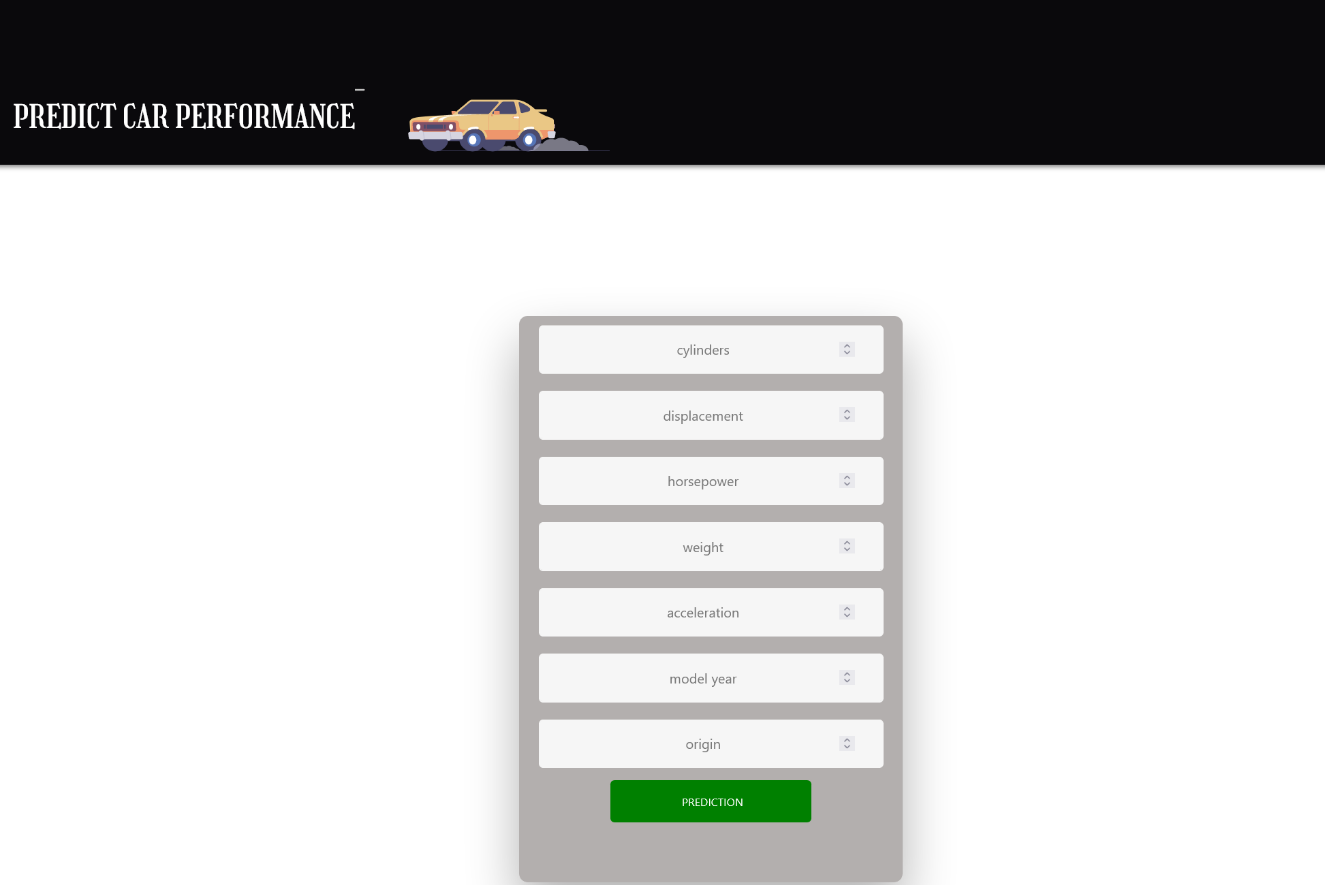 PREDICT CAR PERFORMANCE
cylinders
displacement
horsepower
weight
acceleration
model year
origin
PREDICTION